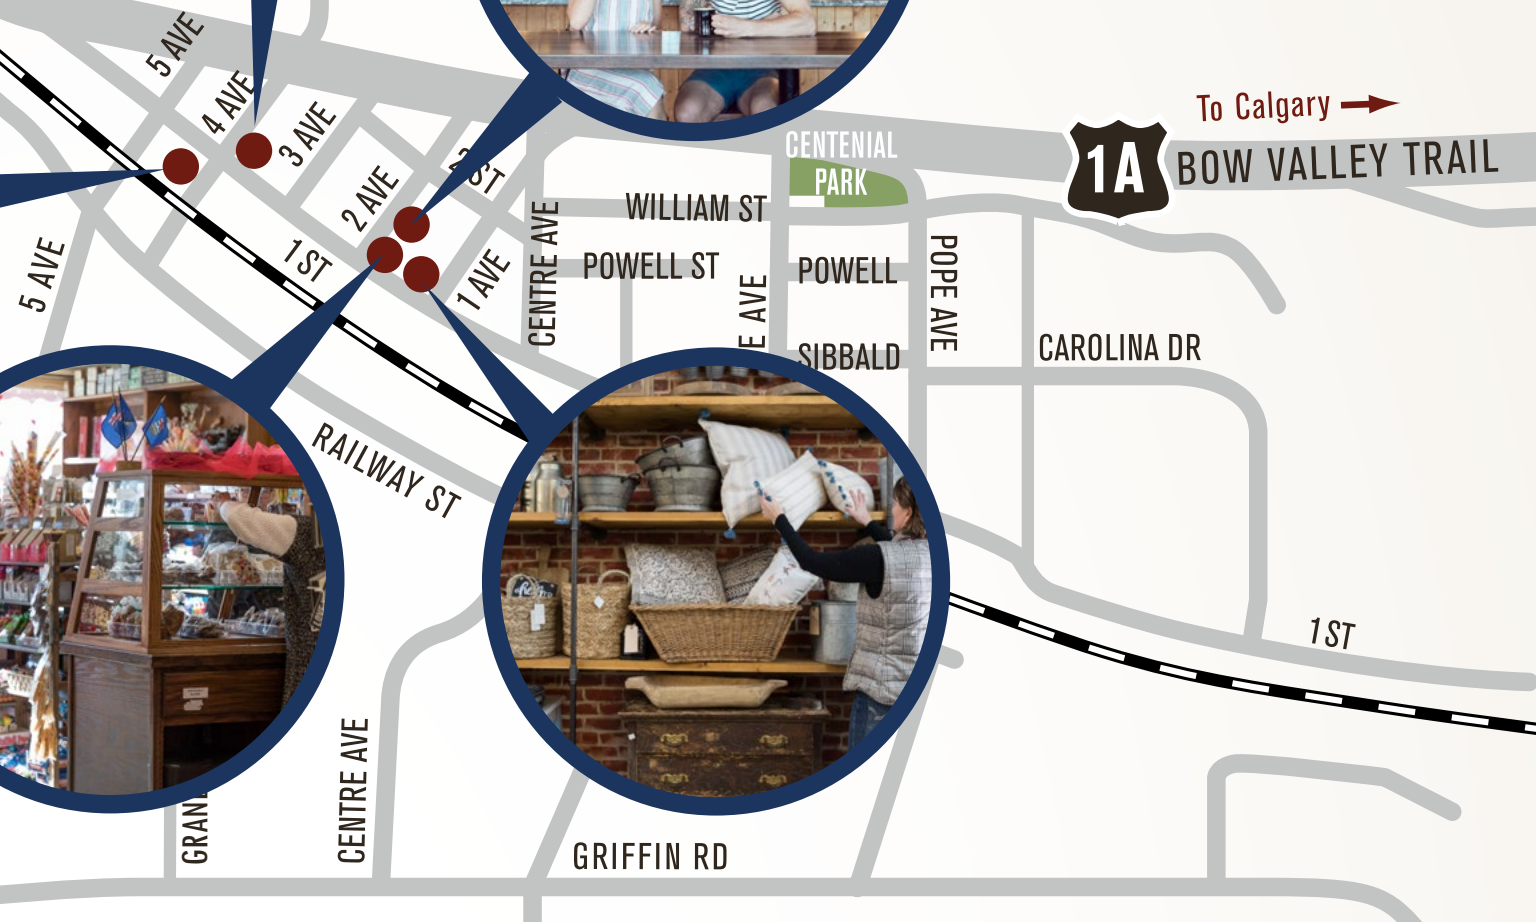 5 AVE
4 AVE
3 AVE
2 AVE
2 ST
1 AVE
1 ST
5 AVE
CENTRE AVE
WILLIAM ST
POWELL ST
CENTENIAL
PARK
To Calgary
1A
BOW VALLEY TRAIL
POWELL
E AVE
POPE AVE
SIBBALD
CAROLINA DR
RAILWAY ST
1 ST
CENTRE AVE
GRAN
GRIFFIN RD